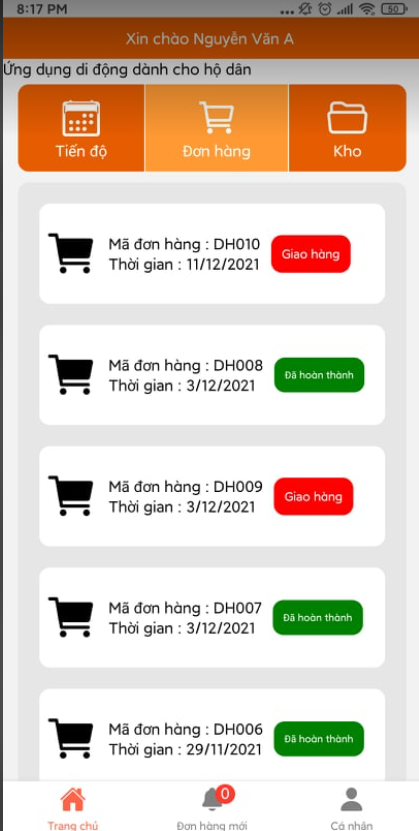 8:17 PM
50
Xin chào Nguyễn Văn A
Ứng dụng di động dành cho hộ dân
Tiến độ
Đơn hàng
Kho
Mã đơn hàng : DH010
Thời gian : 11/12/2021
Giao hàng
Mã đơn hàng : DH008
Thời gian : 3/12/2021
Đã hoàn thành
Mã đơn hàng : DH009
Thời gian : 3/12/2021
Giao hàng
Mã đơn hàng : DH007
Thời gian : 3/12/2021
Đã hoàn thành
Mã đơn hàng : DH006
Thời gian : 29/11/2021
Đã hoàn thành
0
Trang chủ
Đơn hàng mới
Cá nhân